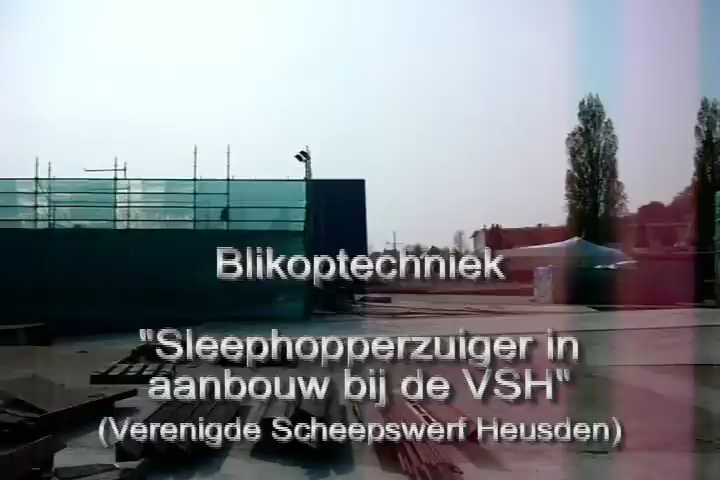 Blikoptechniek
"Sleephopperzuiger in
aanbouw bij de VSH"
(Verenigde Scheepswerf Heusden)